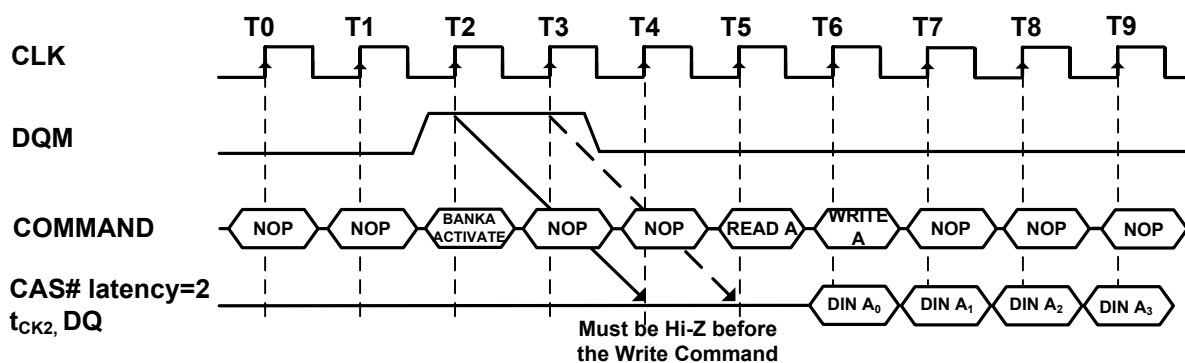 T0 T1 T2 T3 T4 T5 T6 T7 T8 T9
CLK
DQM
COMMAND NOP NOP BANKA ACTIVATE NOP NOP READ A WRITE A NOP NOP NOP
CAS# latency=2
tCK2, DQ DIN A0 DIN A1 DIN A2 DIN A3
Must be Hi-Z before
the Write Command